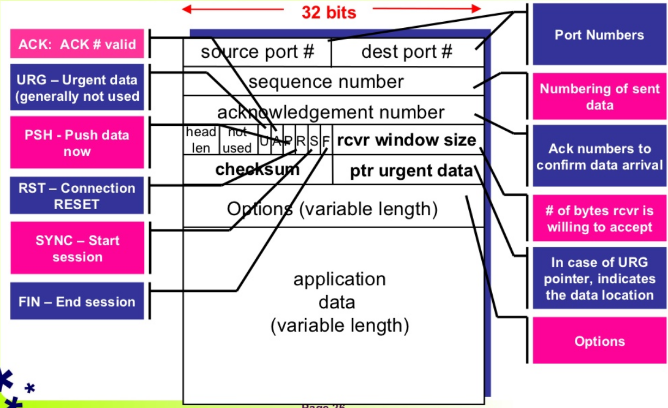 32 bits
ACK: ACK # valid
URG – Urgent data
(generally not used
PSH - Push data
now
RST – Connection
RESET
SYNC – Start
session
FIN – End session
source port #
dest port #
sequence number
acknowledgement number
head
len
not
used
U A P R S F
rcvr window size
checksum
ptr urgent data
Options (variable length)
application
data
(variable length)
Port Numbers
Numbering of sent
data
Ack numbers to
confirm data arrival
# of bytes rcvr is
willing to accept
In case of URG
pointer, indicates
the data location
Options
Page 26